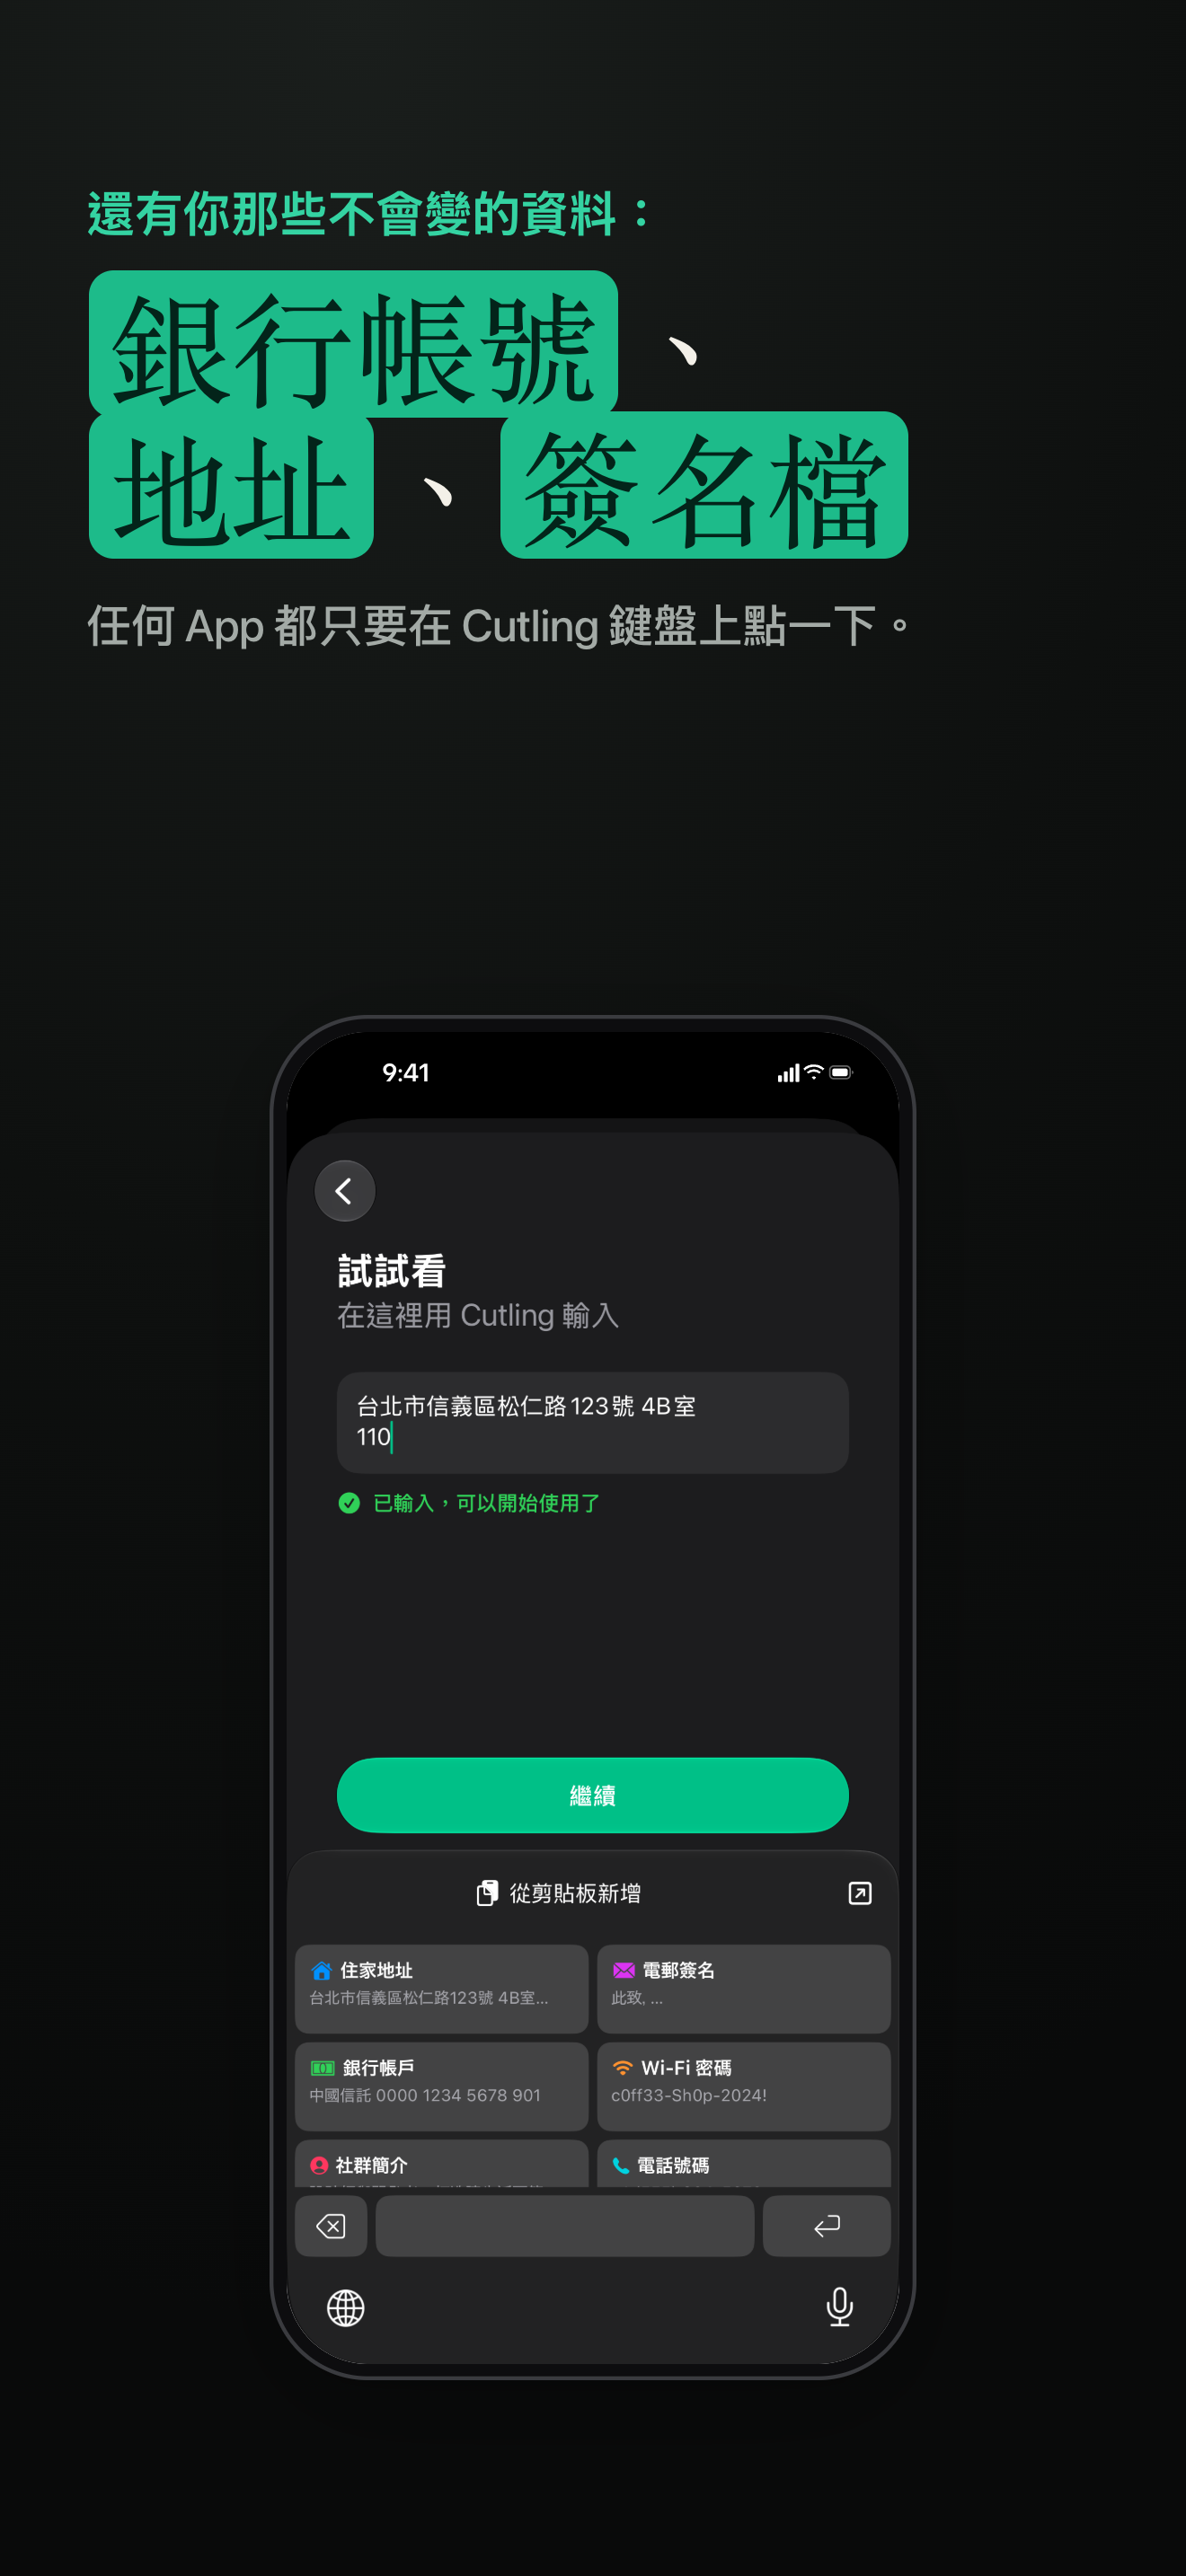 還有你那些不會變的資料：
銀行帳號、
地址、簽名檔
任何 App 都只要在 Cutling 鍵盤上點一下。
9:41
試試看
在這裡用 Cutling 輸入
台北市信義區松仁路 123 號 4B 室
110
已輸入，可以開始使用了
繼續
從剪貼板新增
住家地址
台北市信義區松仁路123號 4B室...
電郵簽名
此致, ...
銀行帳戶
中國信託 0000 1234 5678 901
Wi-Fi 密碼
c0ff33-Sh0p-2024!
社群簡介
電話號碼